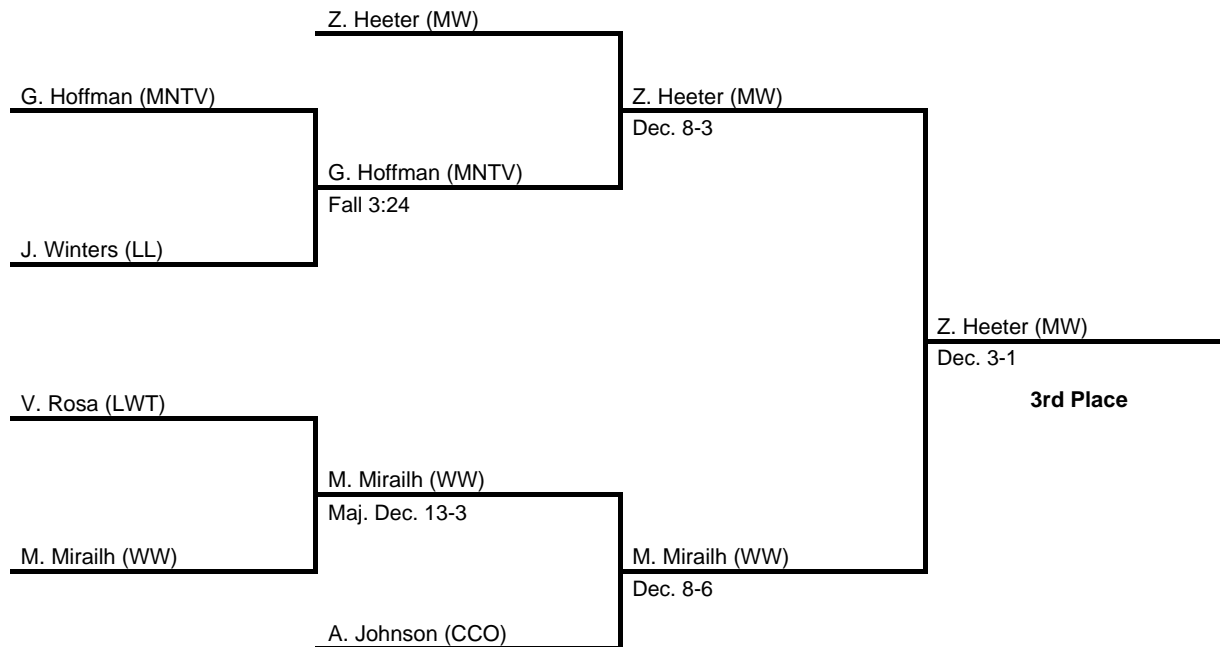 Z. Heeter (MW)
G. Hoffman (MNTV)
Z. Heeter (MW)
Dec. 8-3
G. Hoffman (MNTV)
Fall 3:24
J. Winters (LL)
Z. Heeter (MW)
Dec. 3-1
3rd Place
V. Rosa (LWT)
M. Mirailh (WW)
Maj. Dec. 13-3
M. Mirailh (WW)
M. Mirailh (WW)
Dec. 8-6
A. Johnson (CCO)